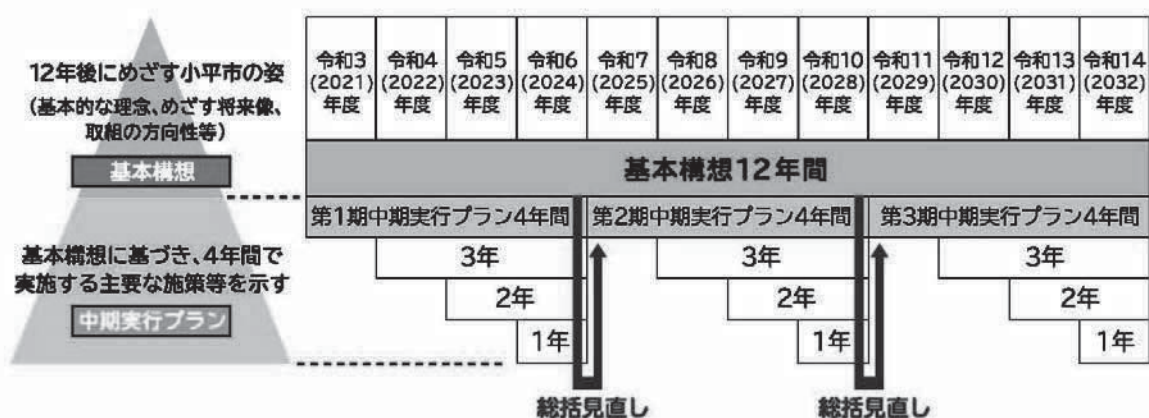 12年後にめざす小平市の姿
(基本的な理念、めざす将来像、
取組の方向性等)
基本構想
基本構想に基づき、4年間で
実施する主要な施策等を示す
中期実行プラン
令和3
(2021)
年度
令和4
(2022)
年度
令和5
(2023)
年度
令和6
(2024)
年度
令和7
(2025)
年度
令和8
(2026)
年度
令和9
(2027)
年度
令和10
(2028)
年度
令和11
(2029)
年度
令和12
(2030)
年度
令和13
(2031)
年度
令和14
(2032)
年度
基本構想12年間
第1期中期実行プラン4年間
第2期中期実行プラン4年間
第3期中期実行プラン4年間
3年
3年
3年
2年
2年
2年
1年
1年
1年
総括見直し
総括見直し